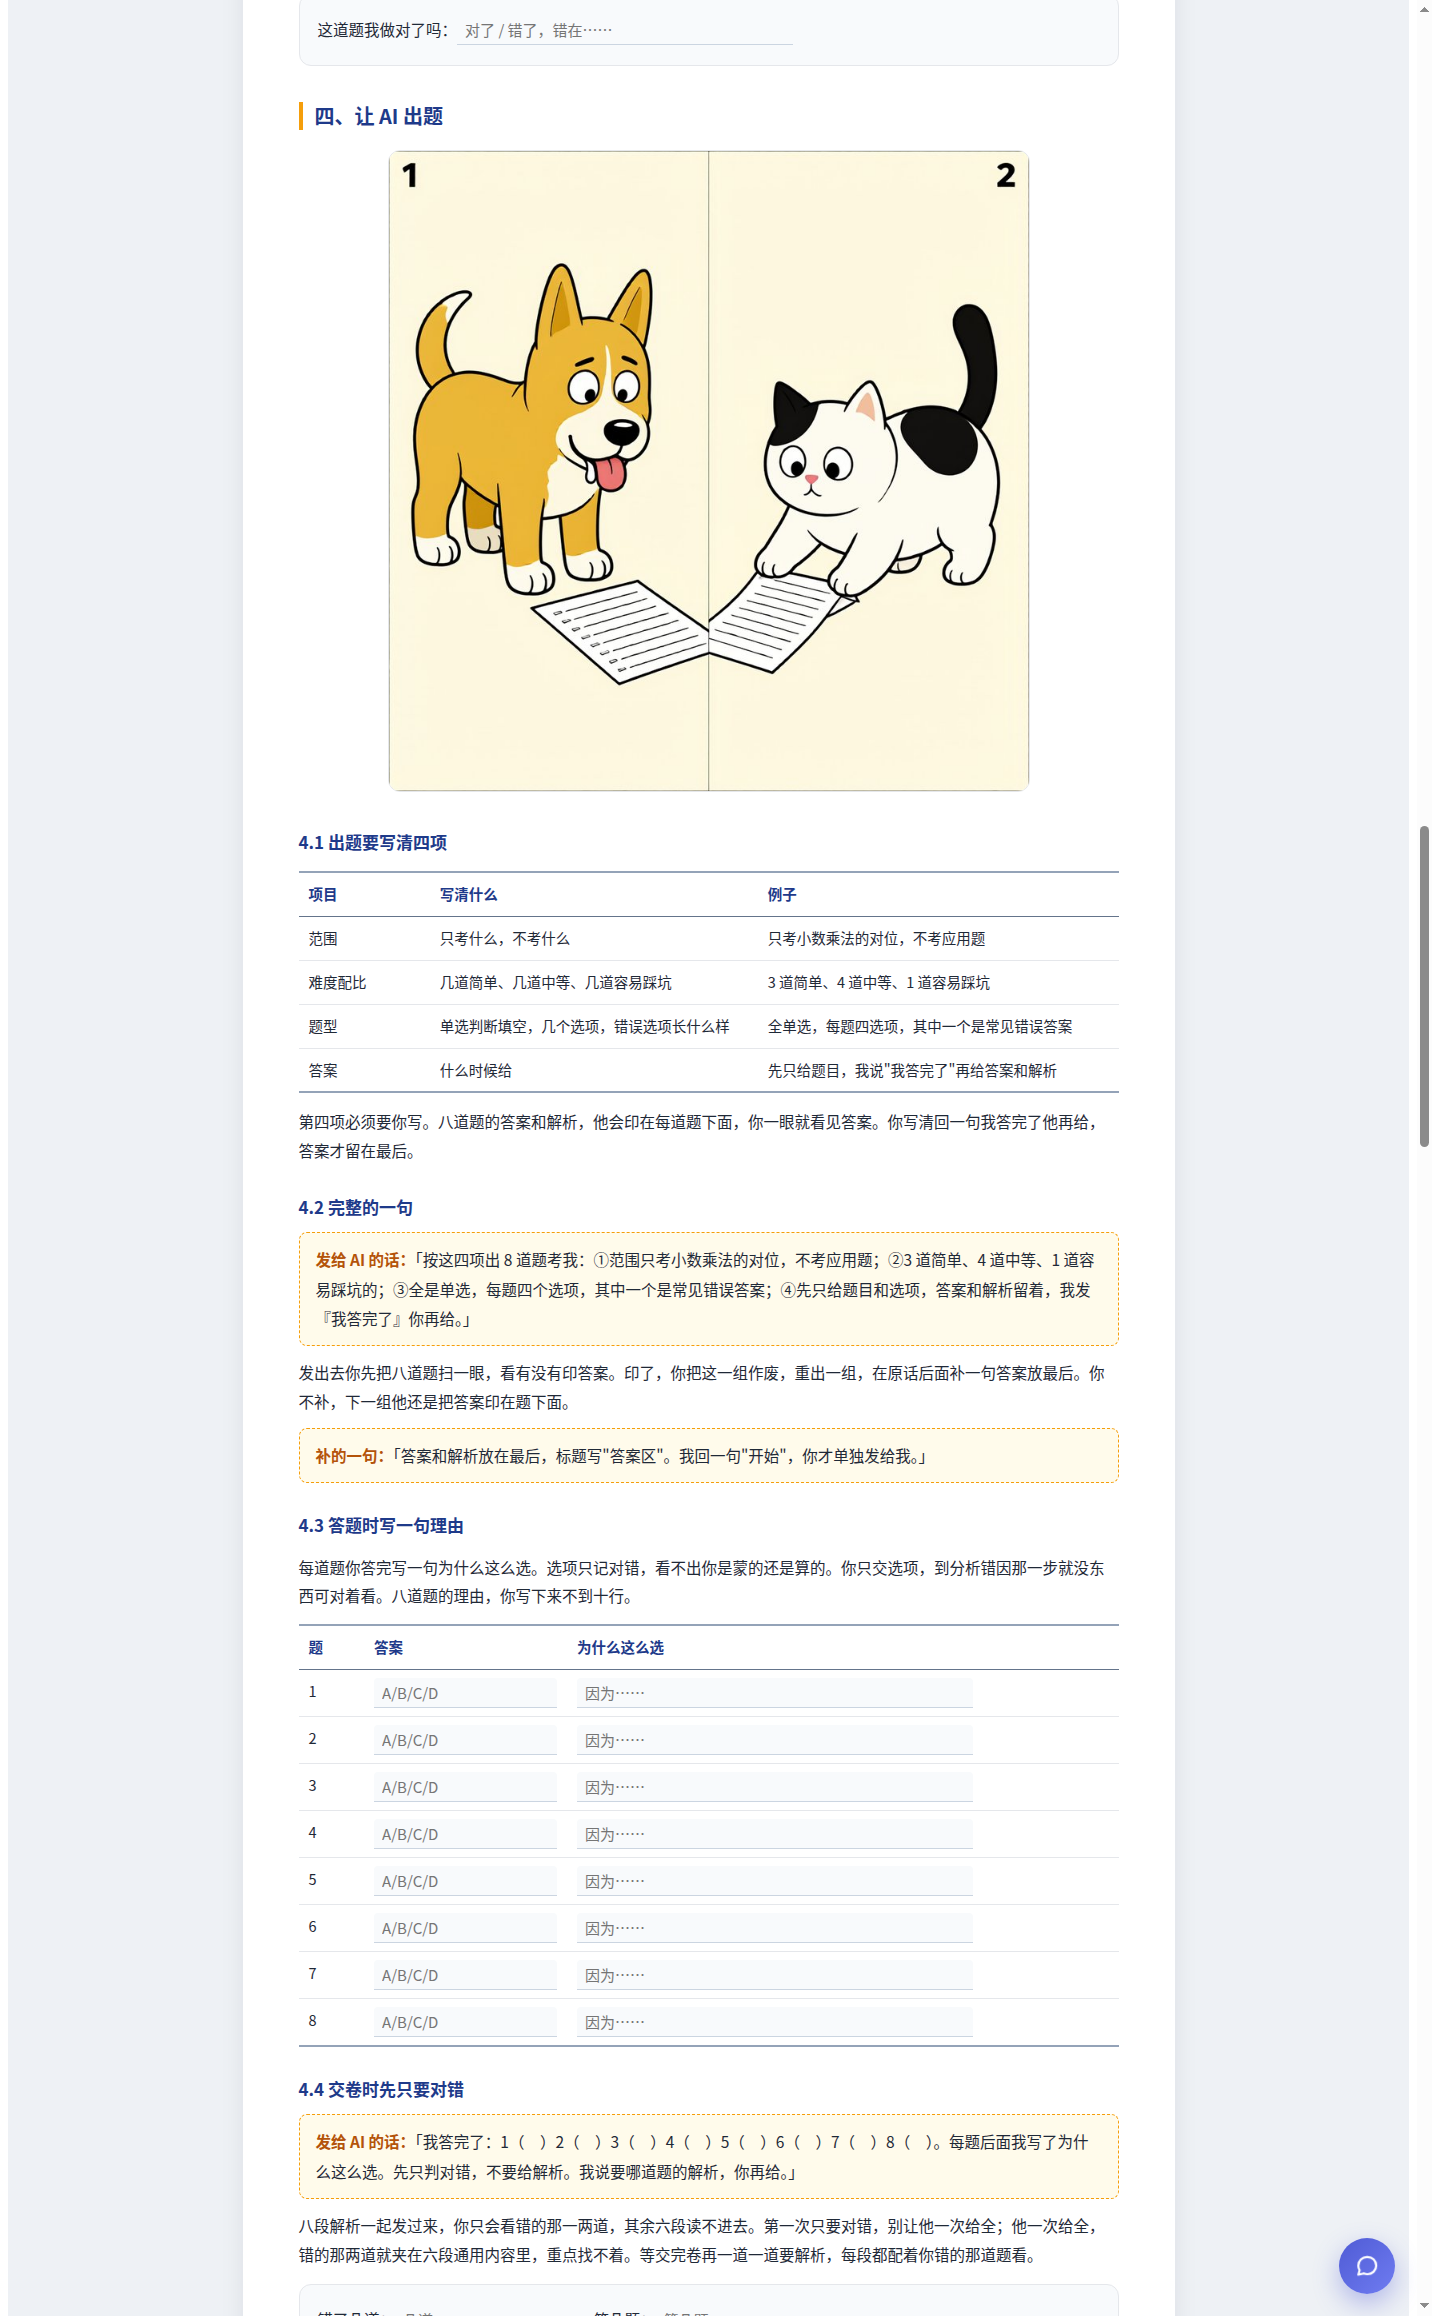 这道题我做对了吗： 对了 / 错了，错在……
四、让 AI 出题
1
2
4.1 出题要写清四项
项目 写清什么 例子
范围 只考什么，不考什么 只考小数乘法的对位，不考应用题
难度配比 几道简单、几道中等、几道容易踩坑 3 道简单、4 道中等、1 道容易踩坑
题型 单选判断填空，几个选项，错误选项长什么样 全单选，每题四选项，其中一个是常见错误答案
答案 什么时候给 先只给题目，我说"我答完了"再给答案和解析
第四项必须要你写。八道题的答案和解析，他会印在每道题下面，你一眼就看见答案。你写清回一句我答完了他再给，
答案才留在最后。
4.2 完整的一句
发给 AI 的话：「按这四项出 8 道题考我：①范围只考小数乘法的对位，不考应用题；②3 道简单、4 道中等、1 道容
易踩坑的；③全是单选，每题四个选项，其中一个是常见错误答案；④先只给题目和选项，答案和解析留着，我发
『我答完了』你再给。」
发出去你先把八道题扫一眼，看有没有印答案。印了，你把这一组作废，重出一组，在原话后面补一句答案放最后。你
不补，下一组他还是把答案印在题下面。
补的一句：「答案和解析放在最后，标题写"答案区"。我回一句"开始"，你才单独发给我。」
4.3 答题时写一句理由
每道题你答完写一句为什么这么选。选项只记对错，看不出你是蒙的还是算的。你只交选项，到分析错因那一步就没东
西可对着看。八道题的理由，你写下来不到十行。
题 答案 为什么这么选
1 A/B/C/D 因为……
2 A/B/C/D 因为……
3 A/B/C/D 因为……
4 A/B/C/D 因为……
5 A/B/C/D 因为……
6 A/B/C/D 因为……
7 A/B/C/D 因为……
8 A/B/C/D 因为……
4.4 交卷时先只要对错
发给 AI 的话：「我答完了：1（　）2（　）3（　）4（　）5（　）6（　）7（　）8（　）。每题后面我写了为什
么这么选。先只判对错，不要给解析。我说要哪道题的解析，你再给。」
八段解析一起发过来，你只会看错的那一两道，其余六段读不进去。第一次只要对错，别让他一次给全；他一次给全，
错的那两道就夹在六段通用内容里，重点找不着。等交完卷再一道一道要解析，每段都配着你错的那道题看。